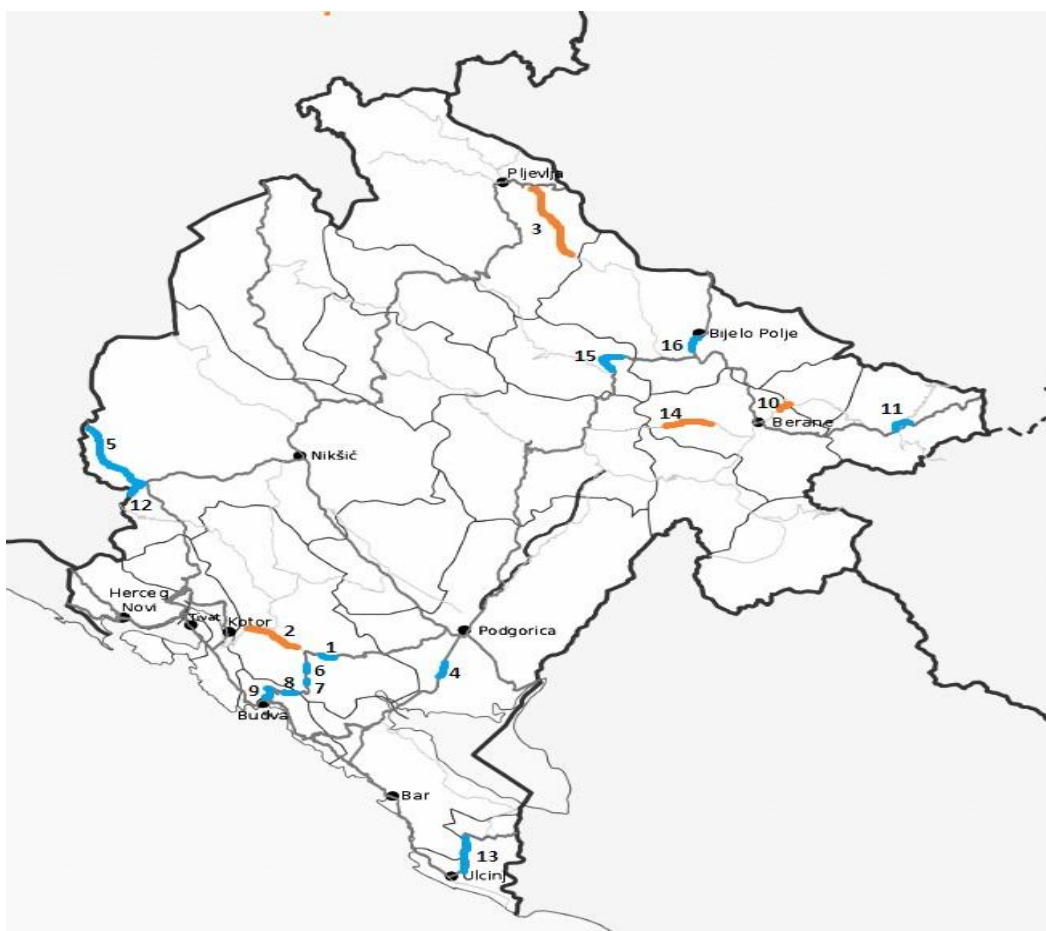 Pljevlja
3
Bijelo Polje
16
15
10
11
14
Berane
5
Nikšić
12
Herceg
Novi
Tivat
Kotor
2
Podgorica
1
6
4
7
8
9
Budva
Bar
13
Ulcinj